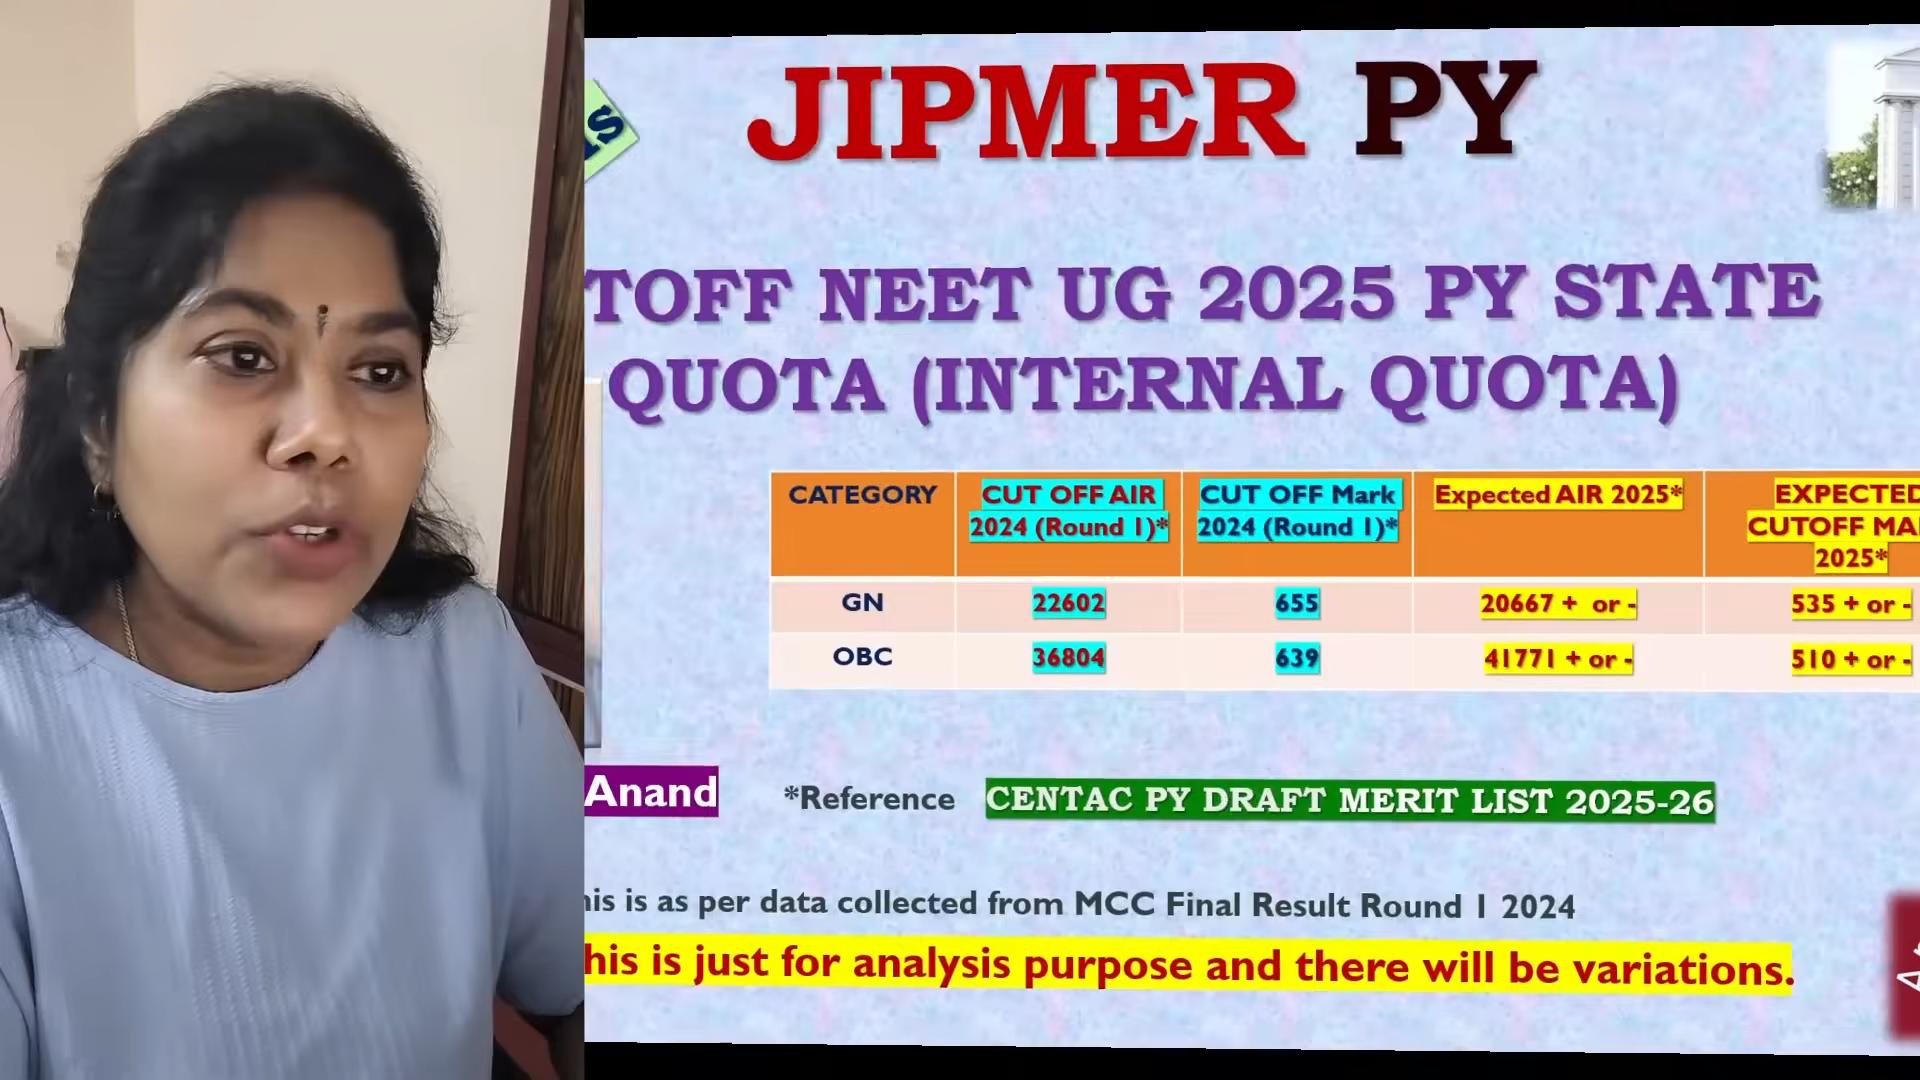 JIPMER PY
TOFF NEET UG 2025 PY STATE
QUOTA (INTERNAL QUOTA)
CATEGORY CUT OFF AIR 2024 (Round 1)* CUT OFF Mark 2024 (Round 1)* Expected AIR 2025* EXPECTED CUTOFF MA 2025*
GN 22602 655 20667 + or - 535 + or -
OBC 36804 639 41771 + or - 510 + or -
Anand
*Reference CENTAC PY DRAFT MERIT LIST 2025-26
his is as per data collected from MCC Final Result Round 1 2024
his is just for analysis purpose and there will be variations.